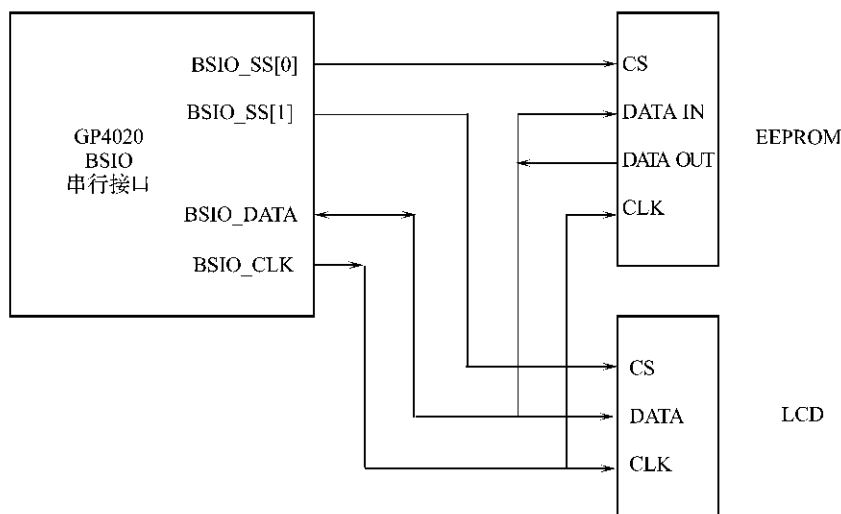 BSIO_SS[0]
BSIO_SS[1]
GP4020
BSIO
串行接口
BSIO_DATA
BSIO_CLK
CS
DATA IN
DATA OUT
CLK
EEPROM
CS
DATA
CLK
LCD